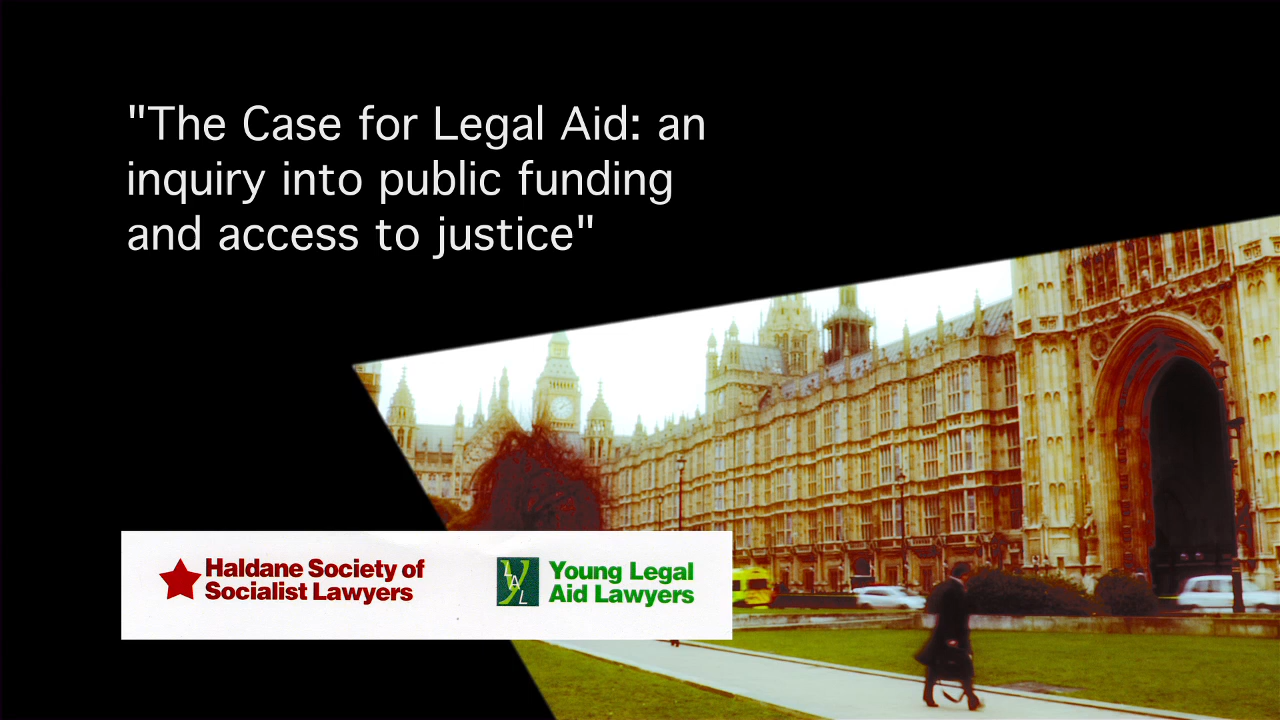 "The Case for Legal Aid: an
inquiry into public funding
and access to justice"
Haldane Society of
Socialist Lawyers
YLAL
Young Legal
Aid Lawyers